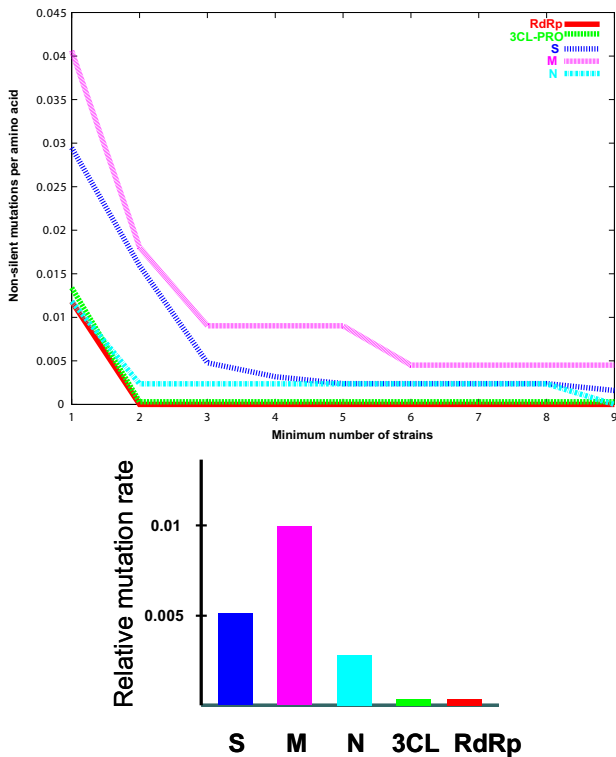 0.045
0.04
0.035
0.03
0.025
0.02
0.015
0.01
0.005
0
Non-silent mutations per amino acid
RdRp
3CL-PRO
S
M
N
1 2 3 4 5 6 7 8 9
Minimum number of strains
Relative mutation rate
0.01
0.005
S M N 3CL RdRp